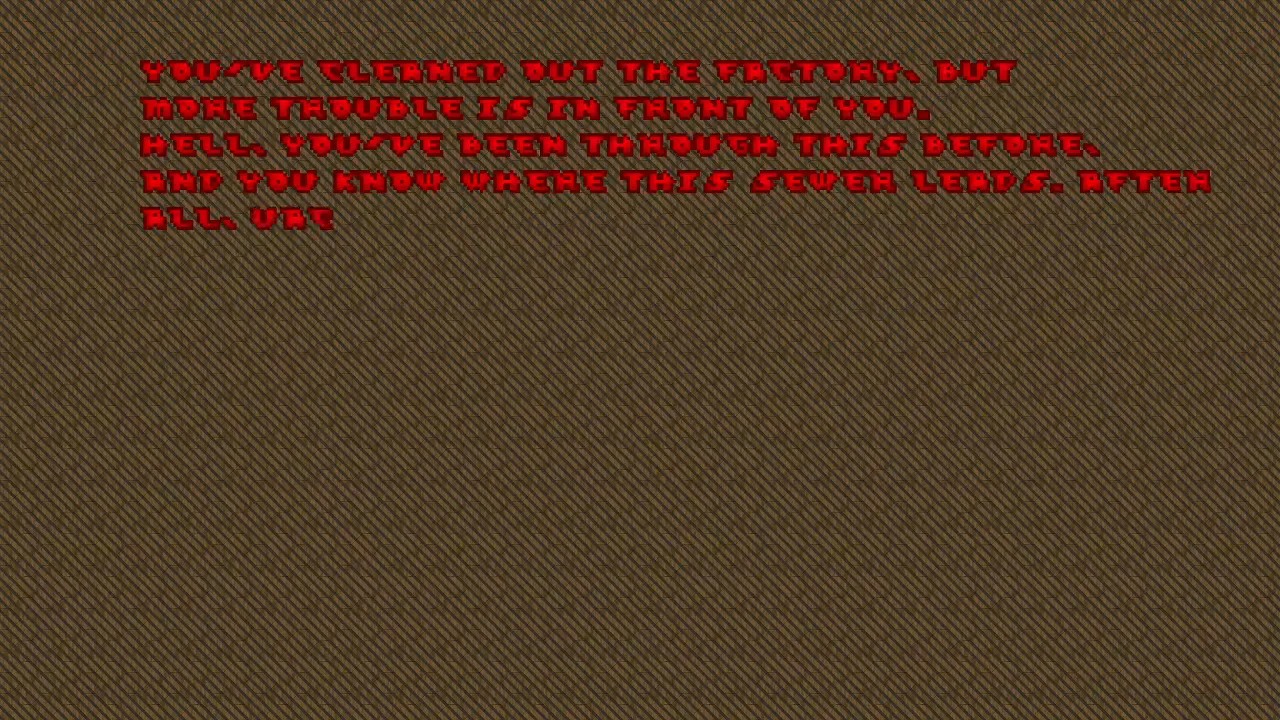 YOU'VE CLEANED OUT THE FACTORY, BUT
MORE TROUBLE IS IN FRONT OF YOU.
HELL, YOU'VE BEEN THROUGH THIS BEFORE,
AND YOU KNOW WHERE THIS SEWER LEADS. AFTER
ALL, VAC